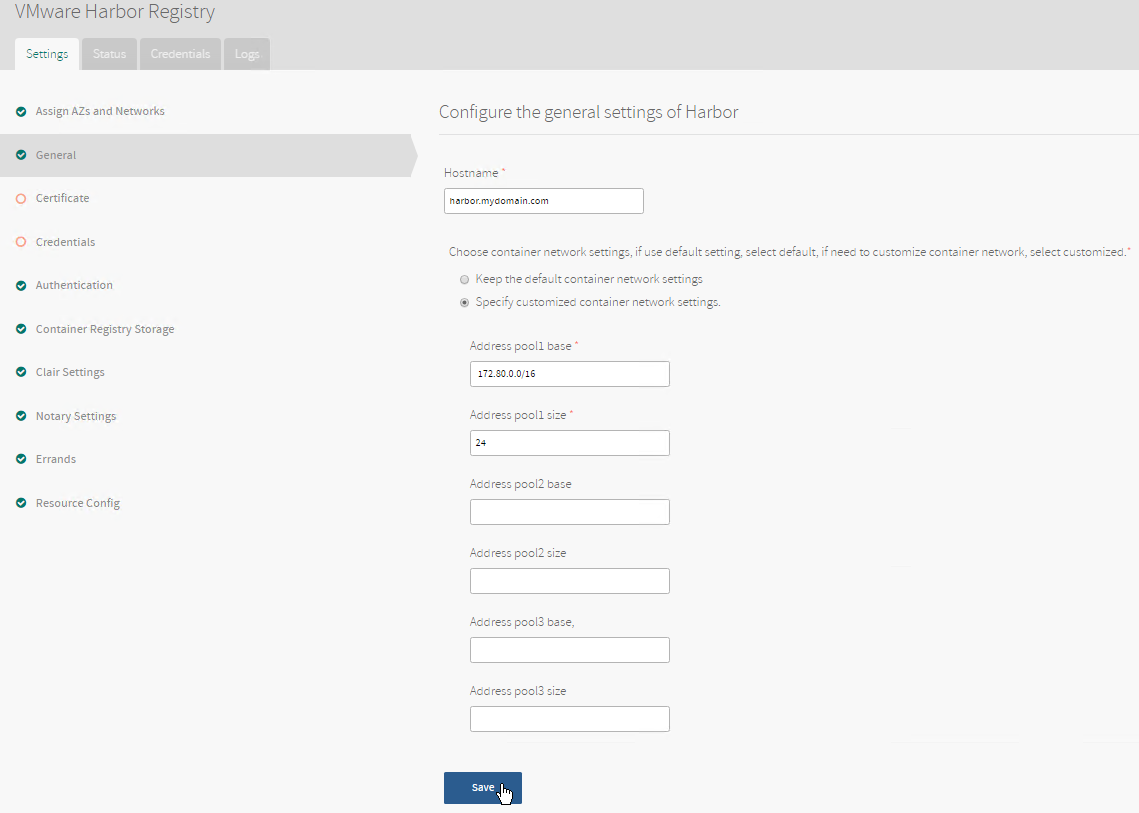 VMware Harbor Registry
Settings
Status
Credentials
Logs
Assign AZs and Networks
General
Certificate
Credentials
Authentication
Container Registry Storage
Clair Settings
Notary Settings
Errands
Resource Config
Configure the general settings of Harbor
Hostname *
harbor.mydomain.com
Choose container network settings, if use default setting, select default, if need to customize container network, select customized.*
Keep the default container network settings
Specify customized container network settings.
Address pool1 base *
172.80.0.0/16
Address pool1 size *
24
Address pool2 base
Address pool2 size
Address pool3 base,
Address pool3 size
Save